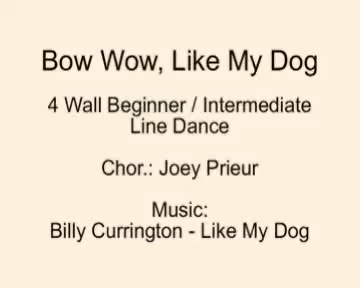 Bow Wow, Like My Dog
4 Wall Beginner / Intermediate
Line Dance
Chor.: Joey Prieur
Music:
Billy Currington - Like My Dog